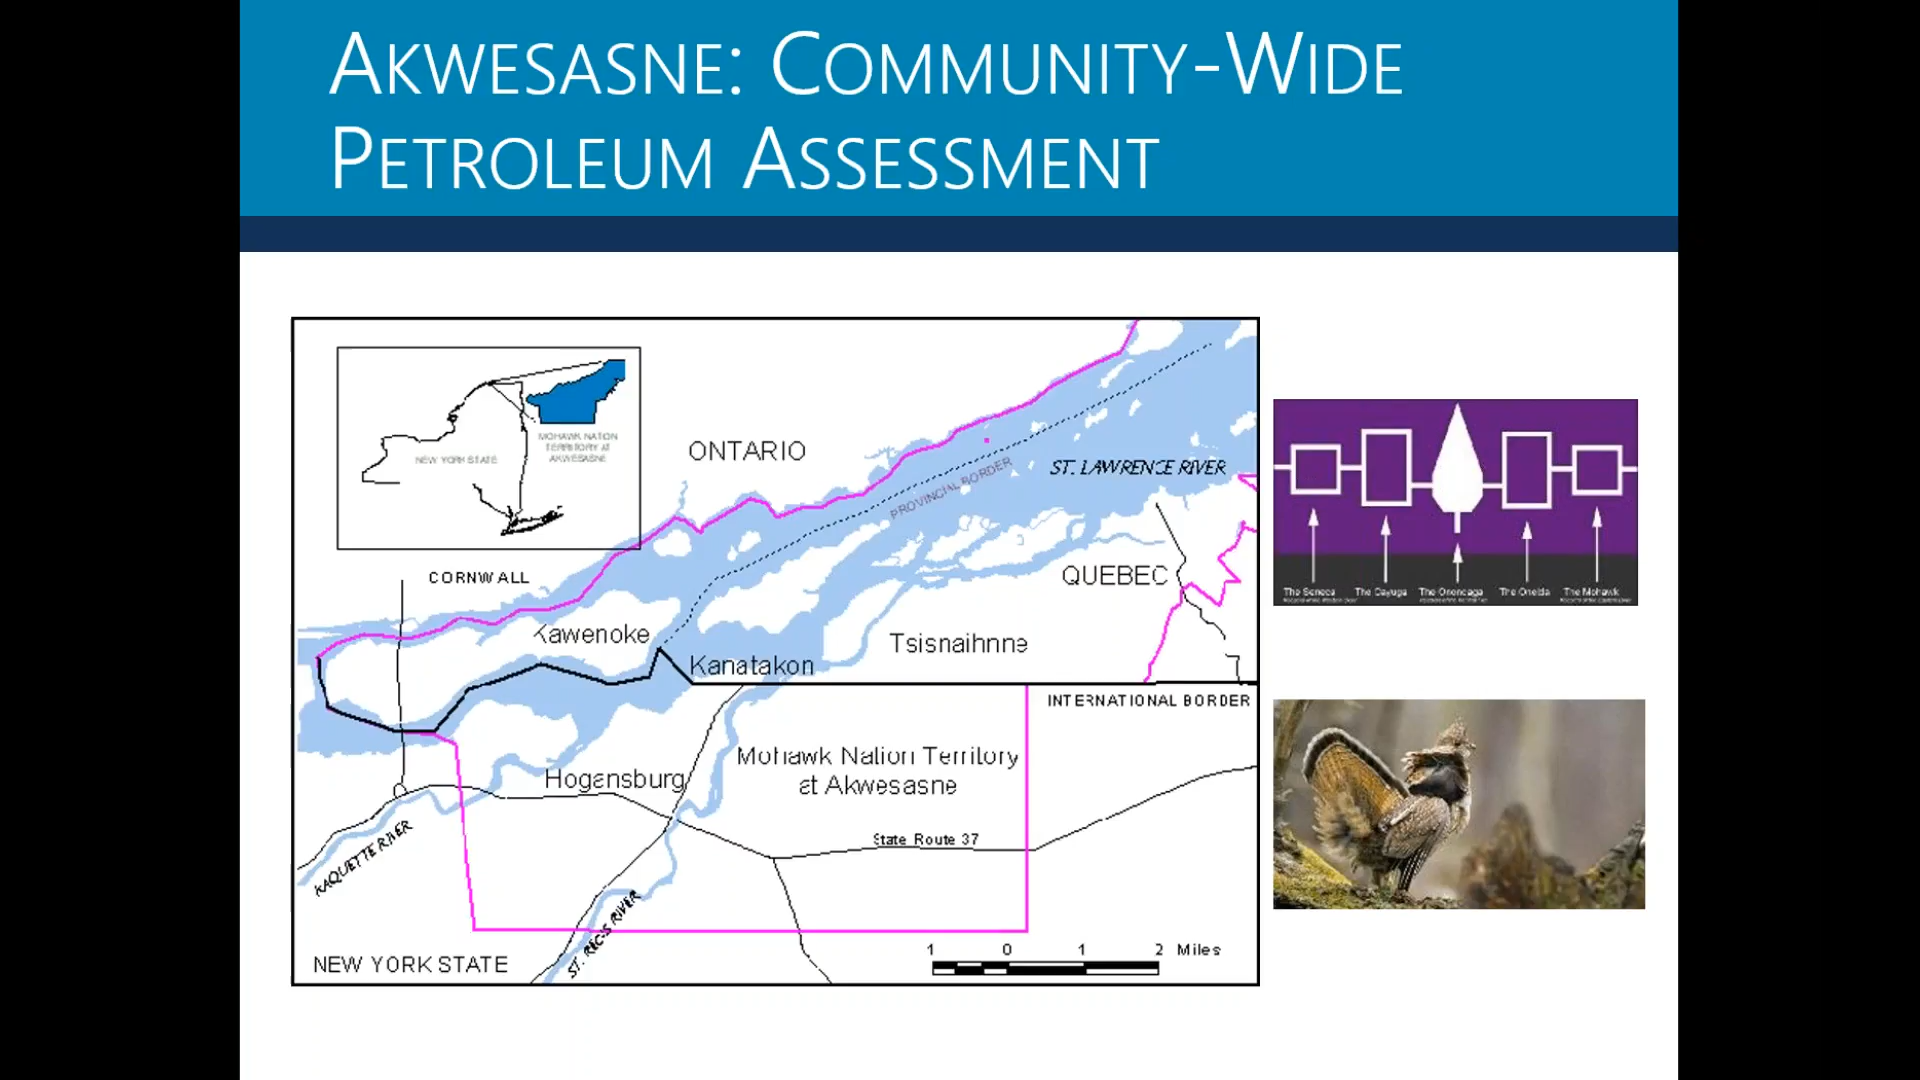 AKWESASNE: COMMUNITY-WIDE
PETROLEUM ASSESSMENT
NEW YORK STATE
MOHAWK NATION
TERRITORY AT
AKWESASNE
ONTARIO
ST. LAWRENCE RIVER
PROVINCIAL BORDER
CORNWALL
QUEBEC
Kawenoke
Kanatakon
Tsisnaihnne
INTERNATIONAL BORDER
Mohawk Nation Territory
at Akwesasne
Hogansburg
State Route 37
RAQUETTE RIVER
ST. REGIS RIVER
NEW YORK STATE
1 0 1 2 Miles
The Seneca
The Cayuga
The Onondaga
The Oneida
The Mohawk